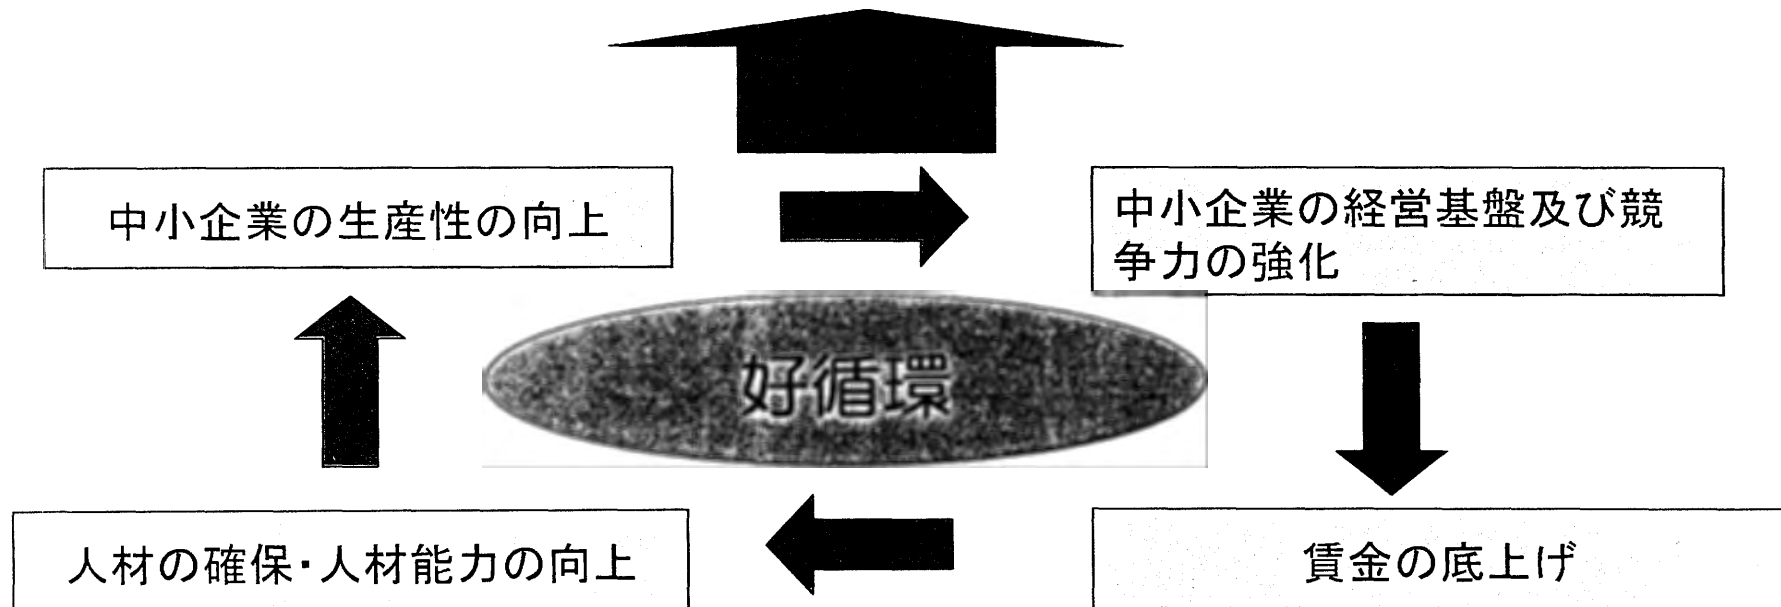 中小企業の生産性の向上
中小企業の経営基盤及び競
争力の強化
好循環
人材の確保・人材能力の向上
賃金の底上げ